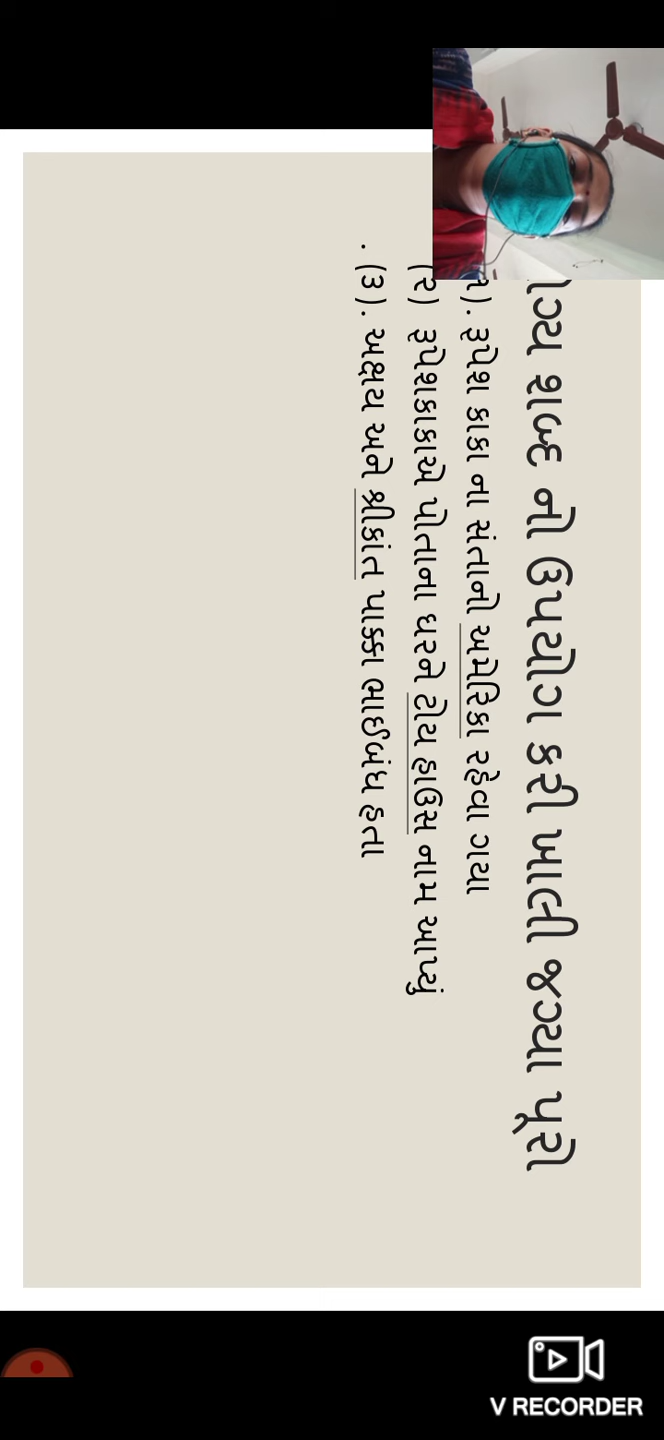 શબ્દ નો ઉપયોગ કરી ખાલી જગ્યા પૂરો
૧). રૂપેશ કાકા ના સંતાનો અમેરિકા રહેવા ગયા
(૨) રૂપેશકાકાએ પોતાના ઘરને ટોય હાઉસ નામ આપ્યું
. (૩). અક્ષય અને શ્રીકાંત પાક્કા ભાઈબંધ હતા
V RECORDER